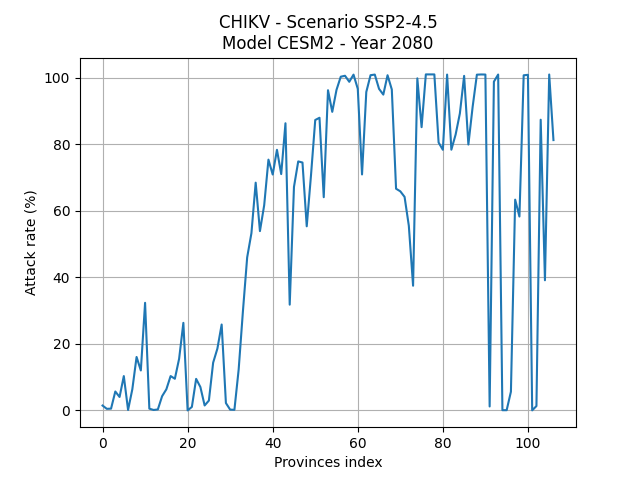 CHIKV - Scenario SSP2-4.5
Model CESM2 - Year 2080
100
80
60
40
20
0
Attack rate (%)
0 20 40 60 80 100
Provinces index